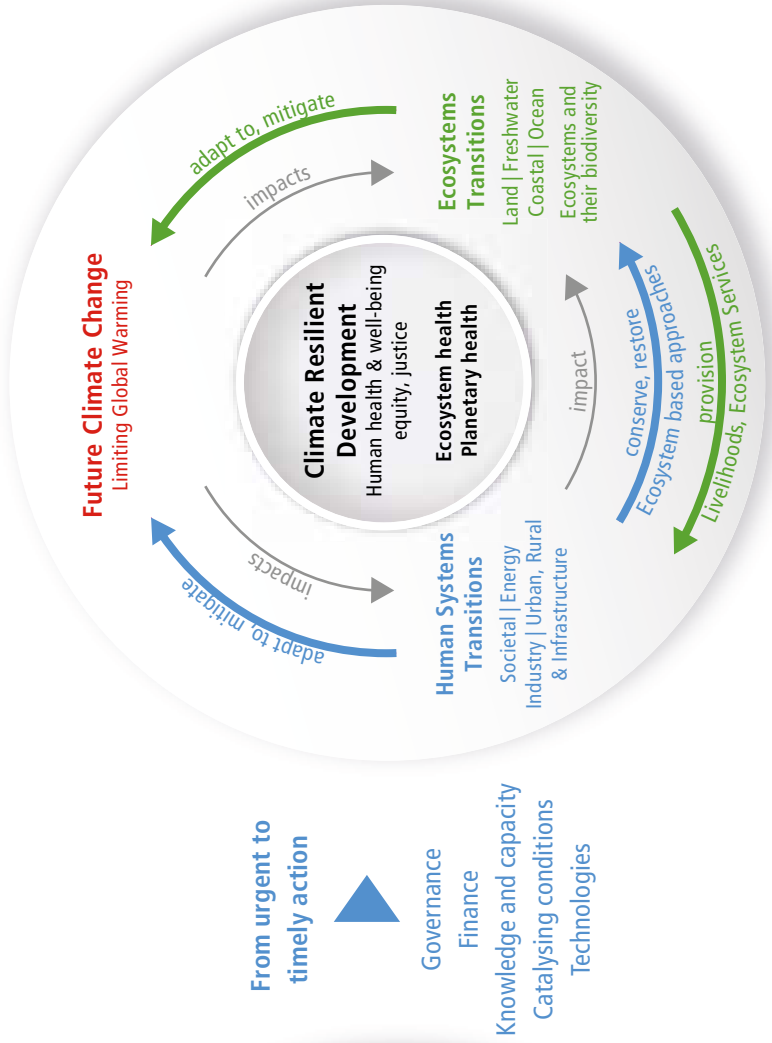 From urgent to
timely action
Governance
Finance
Knowledge and capacity
Catalysing conditions
Technologies
Future Climate Change
Limiting Global Warming
adapt to, mitigate
impacts
adapt to, mitigate
impacts
Human Systems
Transitions
Societal | Energy
Industry | Urban, Rural
& Infrastructure
Climate Resilient
Development
Human health & well-being
equity, justice
Ecosystem health
Planetary health
Ecosystems
Transitions
Land | Freshwater
Coastal | Ocean
Ecosystems and
their biodiversity
impact
conserve, restore
Ecosystem based approaches
provision
Livelihoods, Ecosystem Services